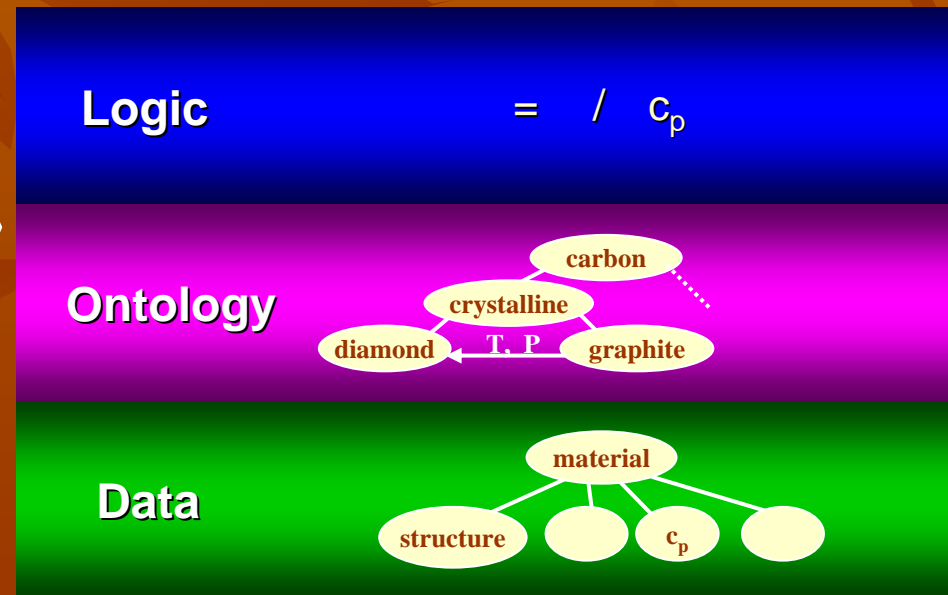 Logic = / cp
carbon
crystalline
Ontology
diamond T, P graphite
material
Data
structure cp